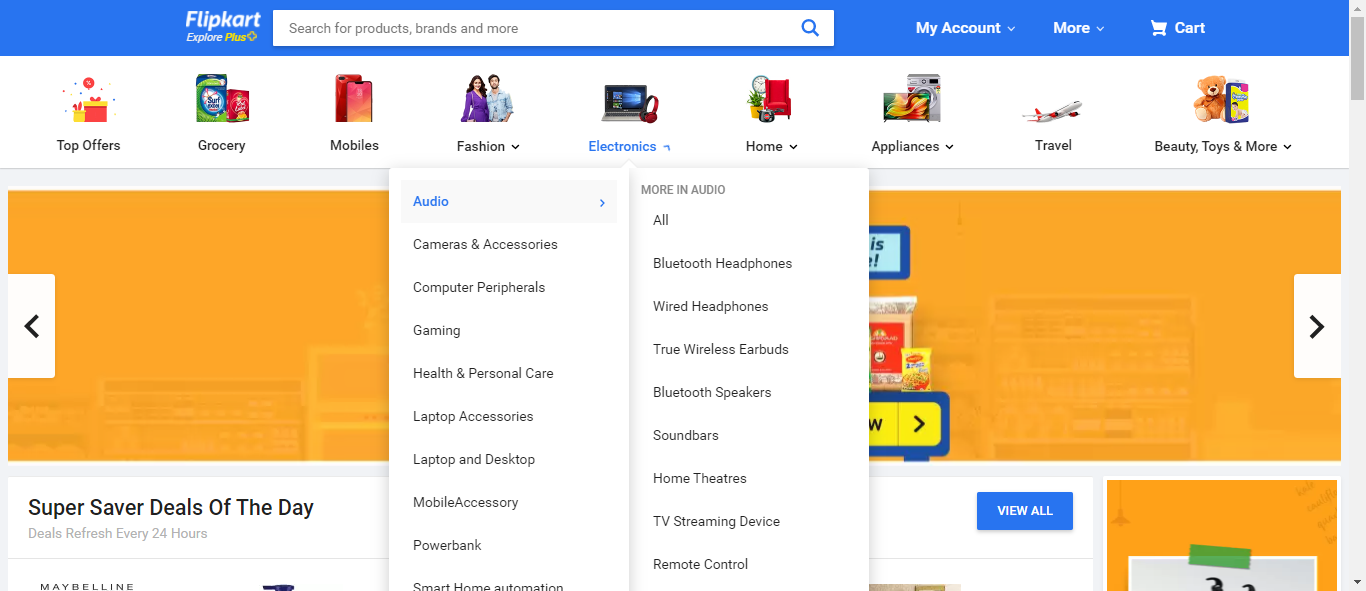 Flipkart
Explore Plus
Search for products, brands and more
My Account
More
Cart
Top Offers
Grocery
Mobiles
Fashion
Electronics
Home
Appliances
Travel
Beauty, Toys & More
Audio
Cameras & Accessories
Computer Peripherals
Gaming
Health & Personal Care
Laptop Accessories
Laptop and Desktop
MobileAccessory
Powerbank
Smart Home automation
MORE IN AUDIO
All
Bluetooth Headphones
Wired Headphones
True Wireless Earbuds
Bluetooth Speakers
Soundbars
Home Theatres
TV Streaming Device
Remote Control
is
Super Saver Deals Of The Day
Deals Refresh Every 24 Hours
VIEW ALL
MAYBELLINE